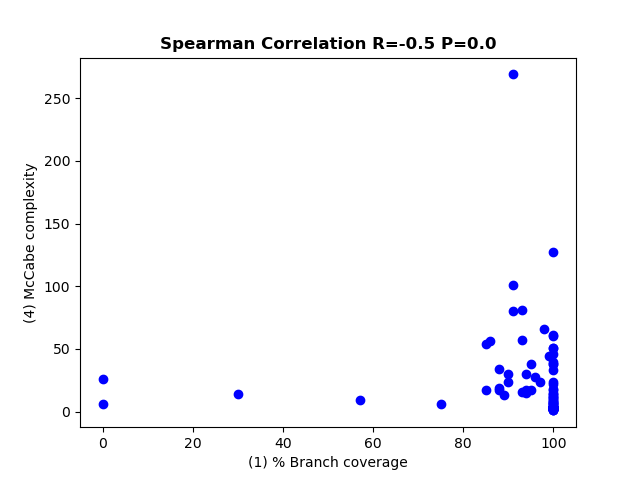 Spearman Correlation R=-0.5 P=0.0
250
200
150
100
50
0
(4) McCabe complexity
0 20 40 60 80 100
(1) % Branch coverage